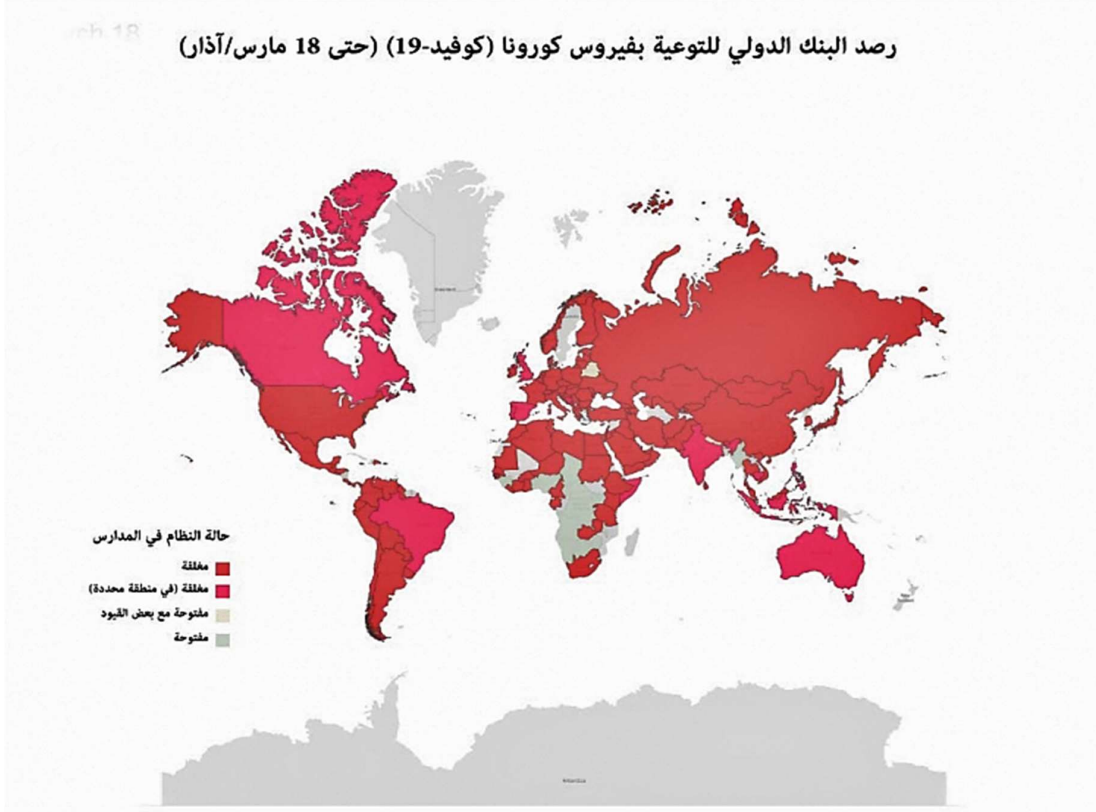 رصد البنك الدولي للتوعية بفيروس كورونا (كوفيد-19) (حتى 18 مارس/آذار)
حالة النظام في المدارس
مغلقة
مغلقة (في منطقة محددة)
مفتوحة مع بعض القيود
مفتوحة
Antarctica